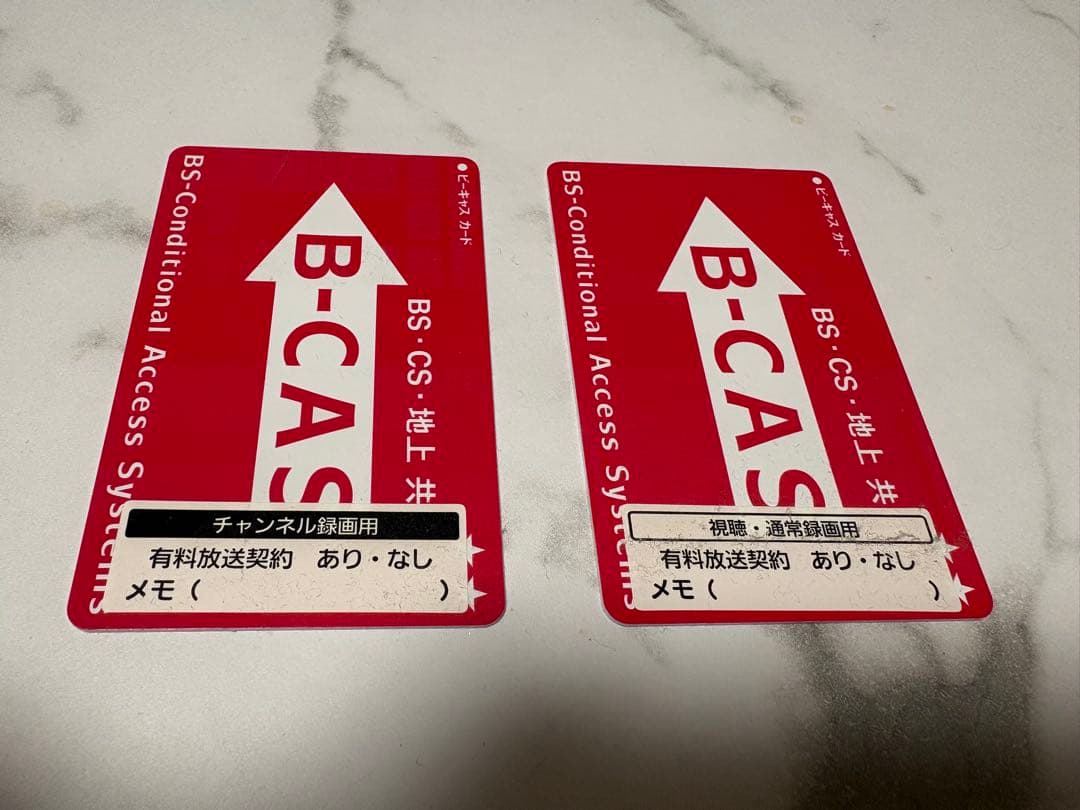 BS-Conditional Access Systems
B-CAS
ビーキャス カード
BS・CS・地上 共
チャンネル録画用
有料放送契約 あり・なし
メモ ( )
BS-Conditional Access Systems
B-CAS
ビーキャス カード
BS・CS・地上 共
視聴・通常録画用
有料放送契約 あり・なし
メモ ( )